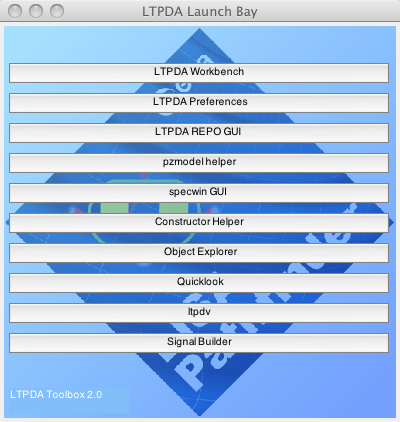 LTPDA Launch Bay
LTPDA Workbench
LTPDA Preferences
LTPDA REPO GUI
pzmodel helper
specwin GUI
Constructor Helper
Object Explorer
Quicklook
ltpdv
Signal Builder
Pathfinder
LTPDA Toolbox 2.0